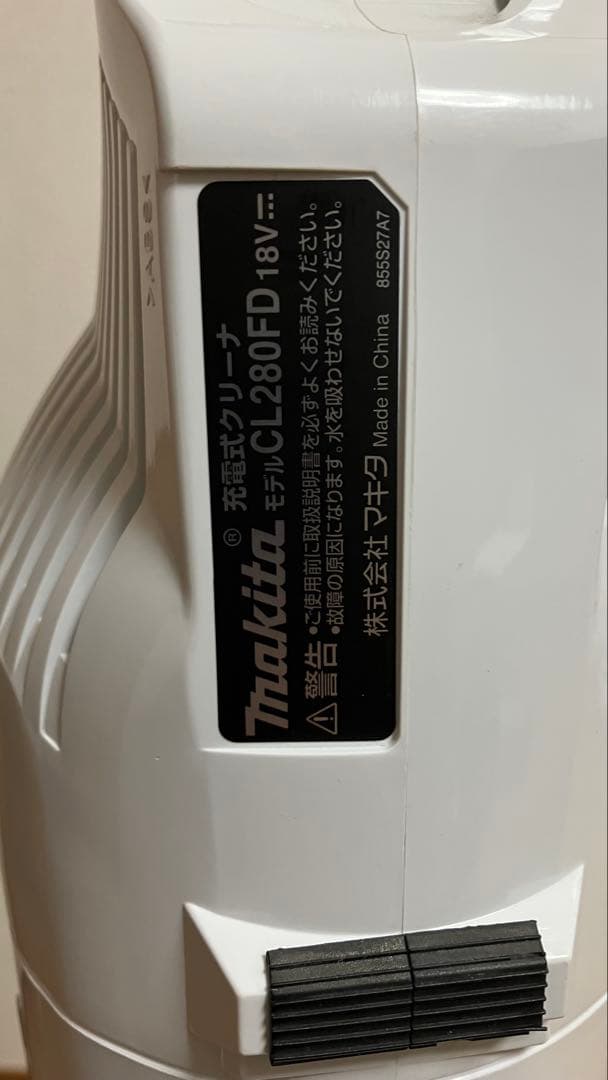 makita® 充電式クリーナ
モデル CL280FD 18V
警告
●ご使用前に取扱説明書を必ずよくお読みください。
●故障の原因になります。水を吸わせないでください。
株式会社マキタ Made in China 855S27A7